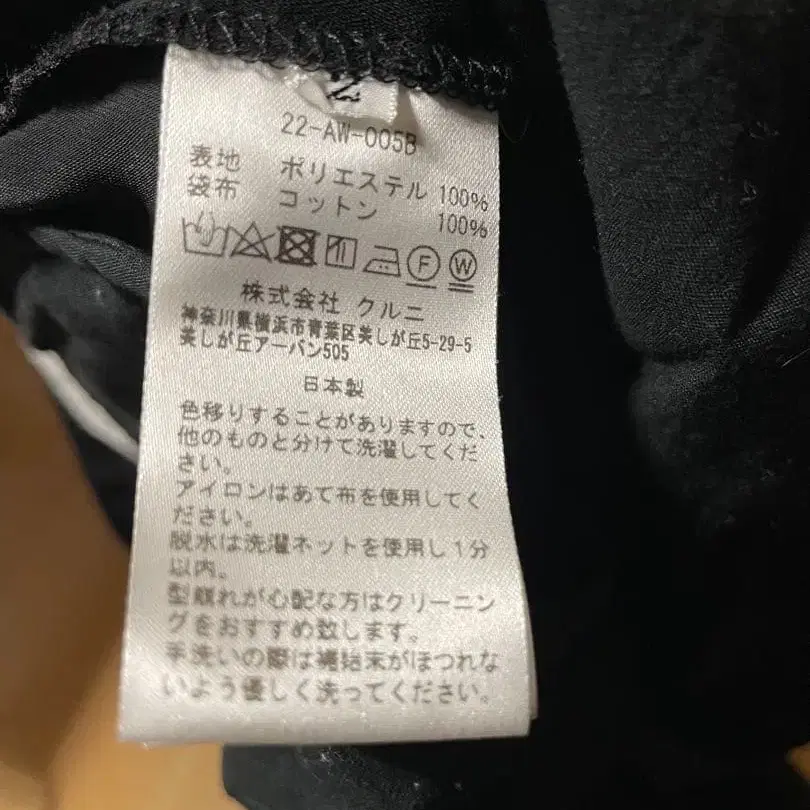 22-AW-005B
表地 ポリエステル 100%
袋布 コットン 100%
F W
株式会社 クルニ
神奈川県横浜市青葉区美しが丘5-29-5
美しが丘アーバン505
日本製
色移りすることがありますので、
他のものと分けて洗濯してくだ
さい。
アイロンはあて布を使用してく
ださい。
脱水は洗濯ネットを使用し1分
以内。
型崩れが心配な方はクリーニン
グをおすすめ致します。
手洗いの際は補始末がほつれな
いよう優しく洗ってください。